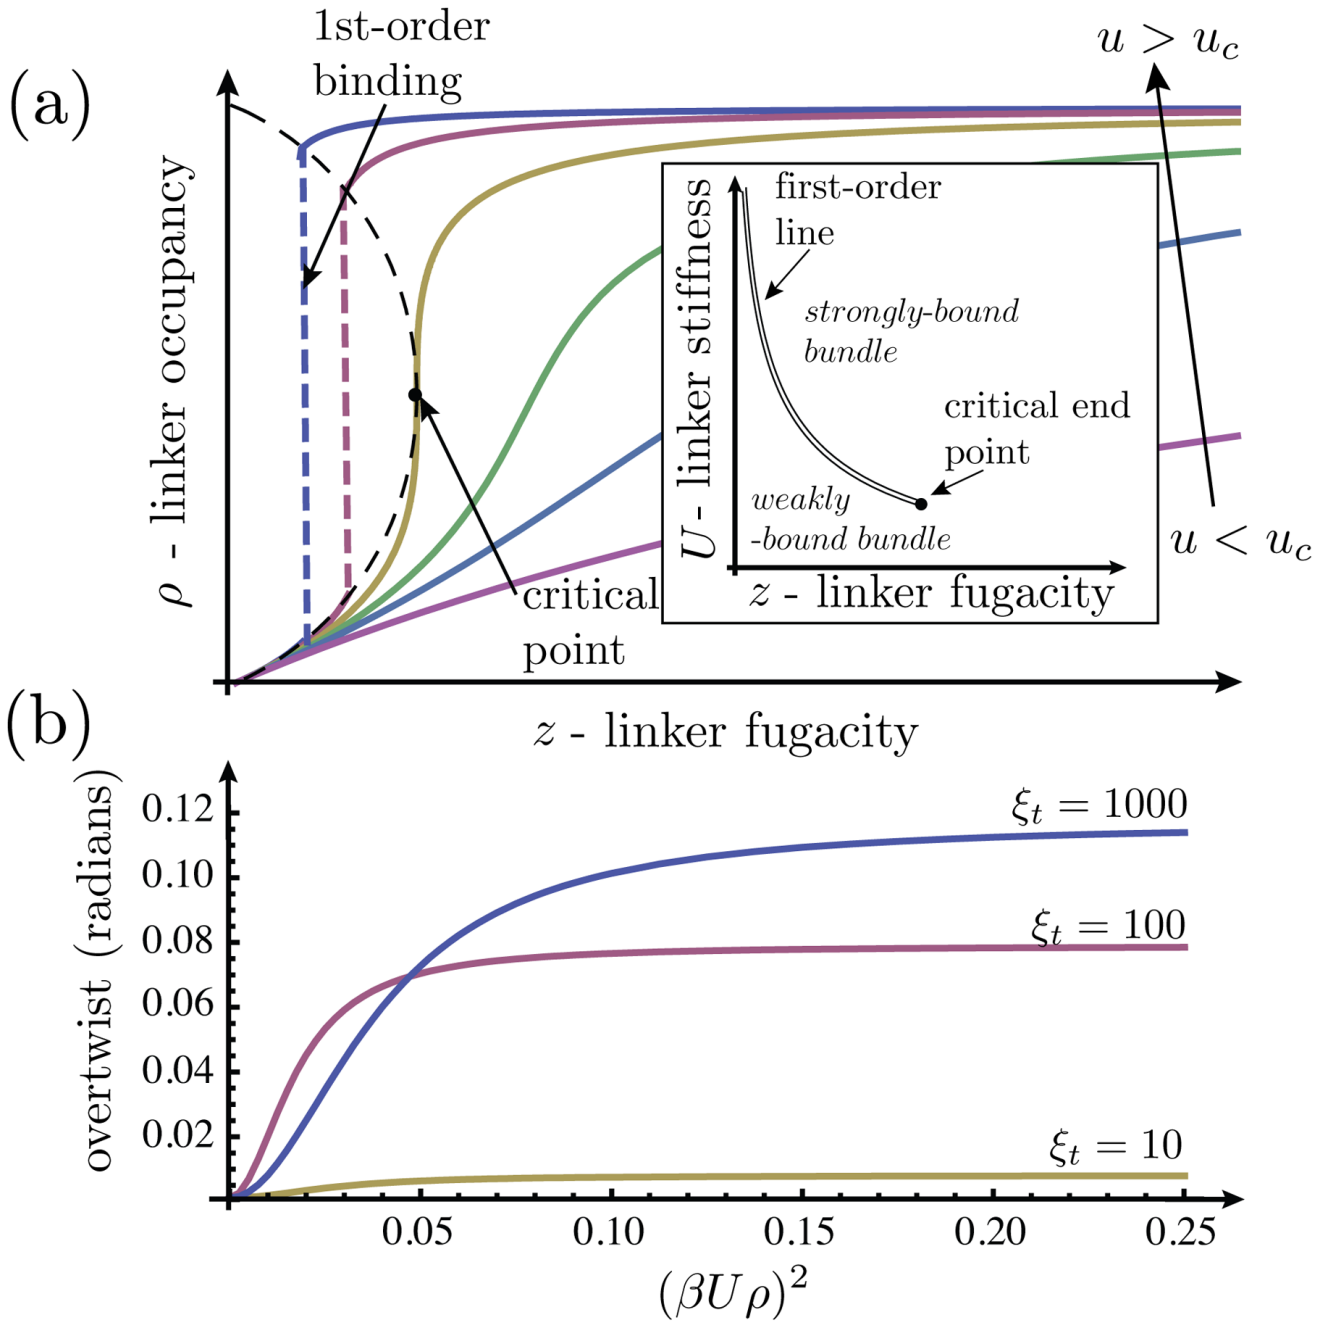 (a)
1st-order
binding
u > u_c
u < u_c
ρ - linker occupancy
critical
point
z - linker fugacity
U - linker stiffness
first-order
line
strongly-bound
bundle
critical end
point
weakly
-bound bundle
z - linker fugacity
(b)
overtwist (radians)
0.12
0.10
0.08
0.06
0.04
0.02
ξ_t = 1000
ξ_t = 100
ξ_t = 10
0.05 0.10 0.15 0.20 0.25
(βUρ)²